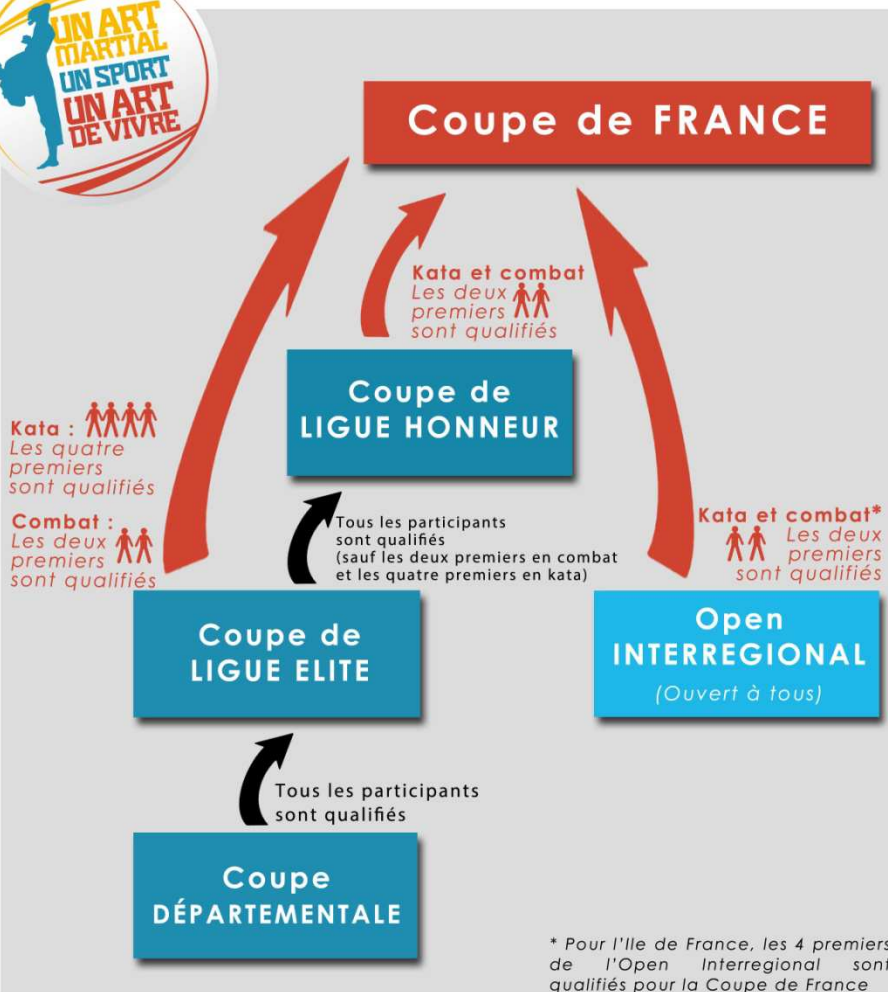 UN ART
MARTIAL
UN SPORT
UN ART
DE VIVRE
Coupe de FRANCE
Kata et combat
Les deux
premiers
sont qualifiés
Coupe de
LIGUE HONNEUR
Kata :
Les quatre
premiers
sont qualifiés
Combat :
Les deux
premiers
sont qualifiés
Tous les participants
sont qualifiés
(sauf les deux premiers en combat
et les quatre premiers en kata)
Kata et combat*
Les deux
premiers
sont qualifiés
Coupe de
LIGUE ELITE
Open
INTERREGIONAL
(Ouvert à tous)
Tous les participants
sont qualifiés
Coupe
DÉPARTEMENTALE
* Pour l'Ile de France, les 4 premiers
de l'Open Interregional sont
qualifiés pour la Coupe de France